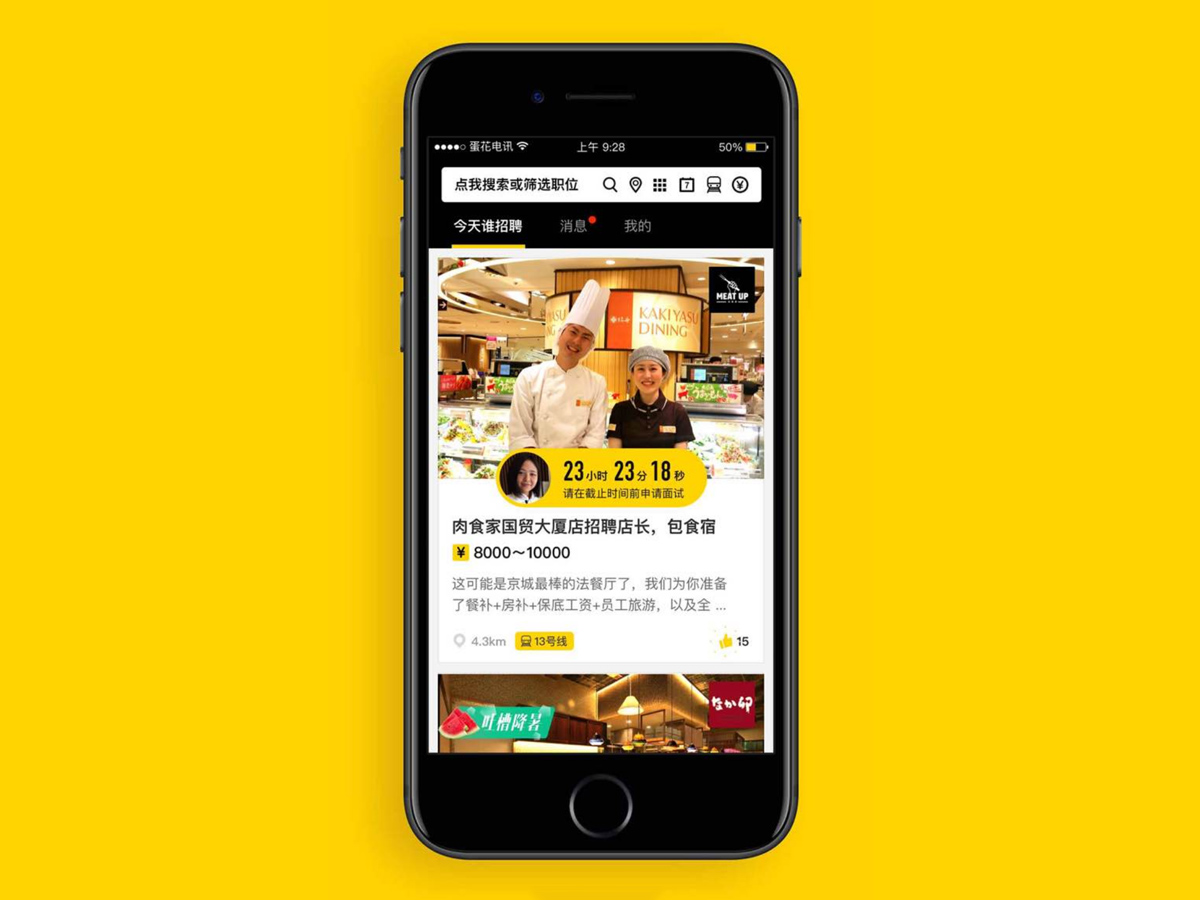 蛋花电讯
上午 9:28
50%
点我搜索或筛选职位
7
¥
今天谁招聘
消息
我的
MEAT UP
KAKIYASU
DINING
23小时 23分 18秒
请在截止时间前申请面试
肉食家国贸大厦店招聘店长，包食宿
¥ 8000～10000
这可能是京城最棒的法餐厅了，我们为你准备
了餐补+房补+保底工资+员工旅游，以及全 ...
4.3km
13号线
15
吐槽降暑
なか卯